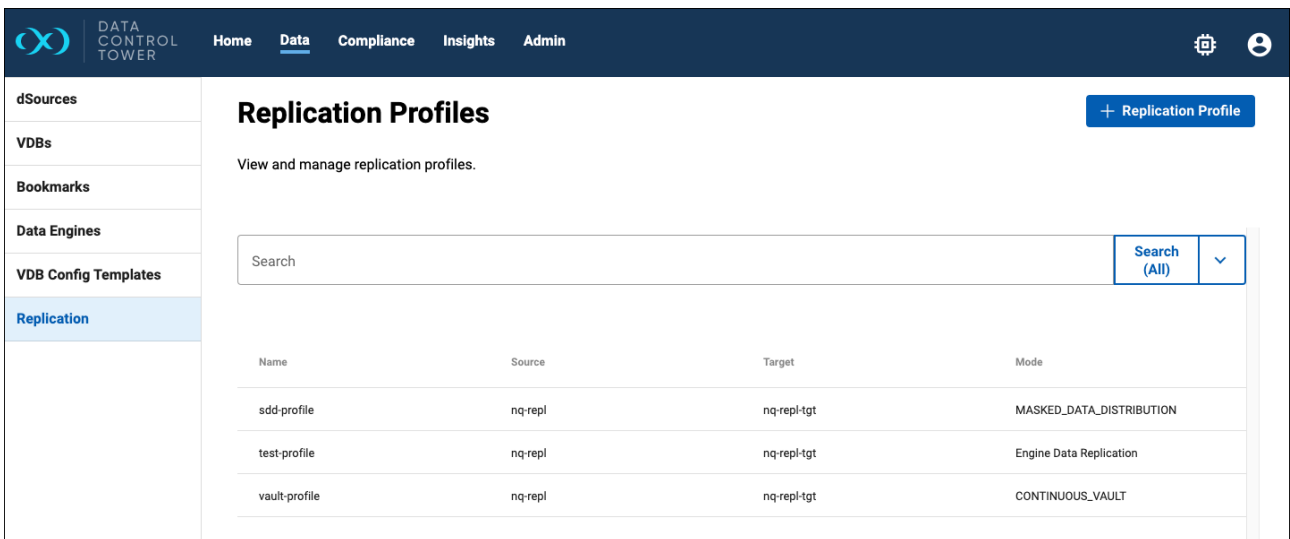 DATA
CONTROL
TOWER
Home Data Compliance Insights Admin
dSources
VDBs
Bookmarks
Data Engines
VDB Config Templates
Replication
Replication Profiles
+ Replication Profile
View and manage replication profiles.
Search
Search
(All)
Name Source Target Mode
sdd-profile nq-repl nq-repl-tgt MASKED_DATA_DISTRIBUTION
test-profile nq-repl nq-repl-tgt Engine Data Replication
vault-profile nq-repl nq-repl-tgt CONTINUOUS_VAULT